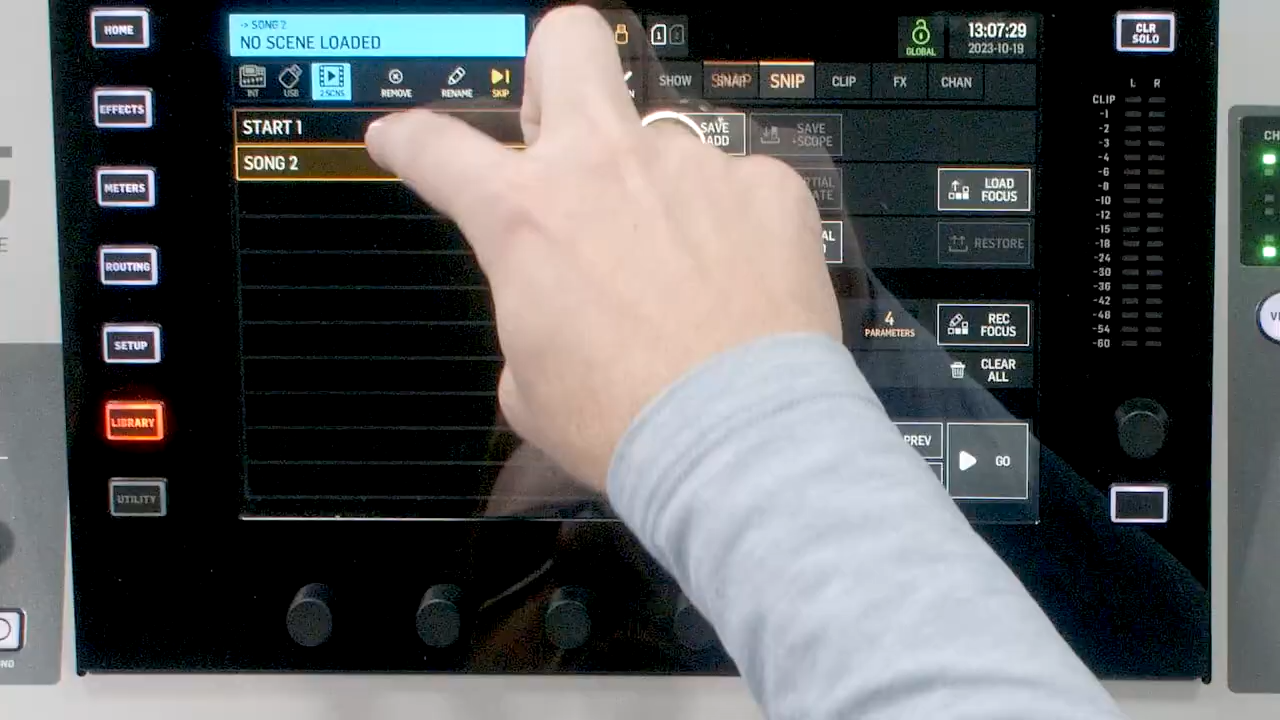 HOME
EFFECTS
METERS
ROUTING
SETUP
LIBRARY
UTILITY
-> SONG 2
NO SCENE LOADED
1
GLOBAL
13:07:29
2023-10-19
INT
USB
2 SCNS
REMOVE
RENAME
SKIP
SHOW
SNAP
SNIP
CLIP
FX
CHAN
START 1
SONG 2
SAVE
ADD
SAVE
+SCOPE
LOAD
FOCUS
RESTORE
4
PARAMETERS
REC
FOCUS
CLEAR
ALL
PREV
GO
CLR
SOLO
L R
CLIP
-1
-2
-3
-4
-6
-8
-10
-12
-15
-18
-24
-30
-36
-42
-48
-54
-60